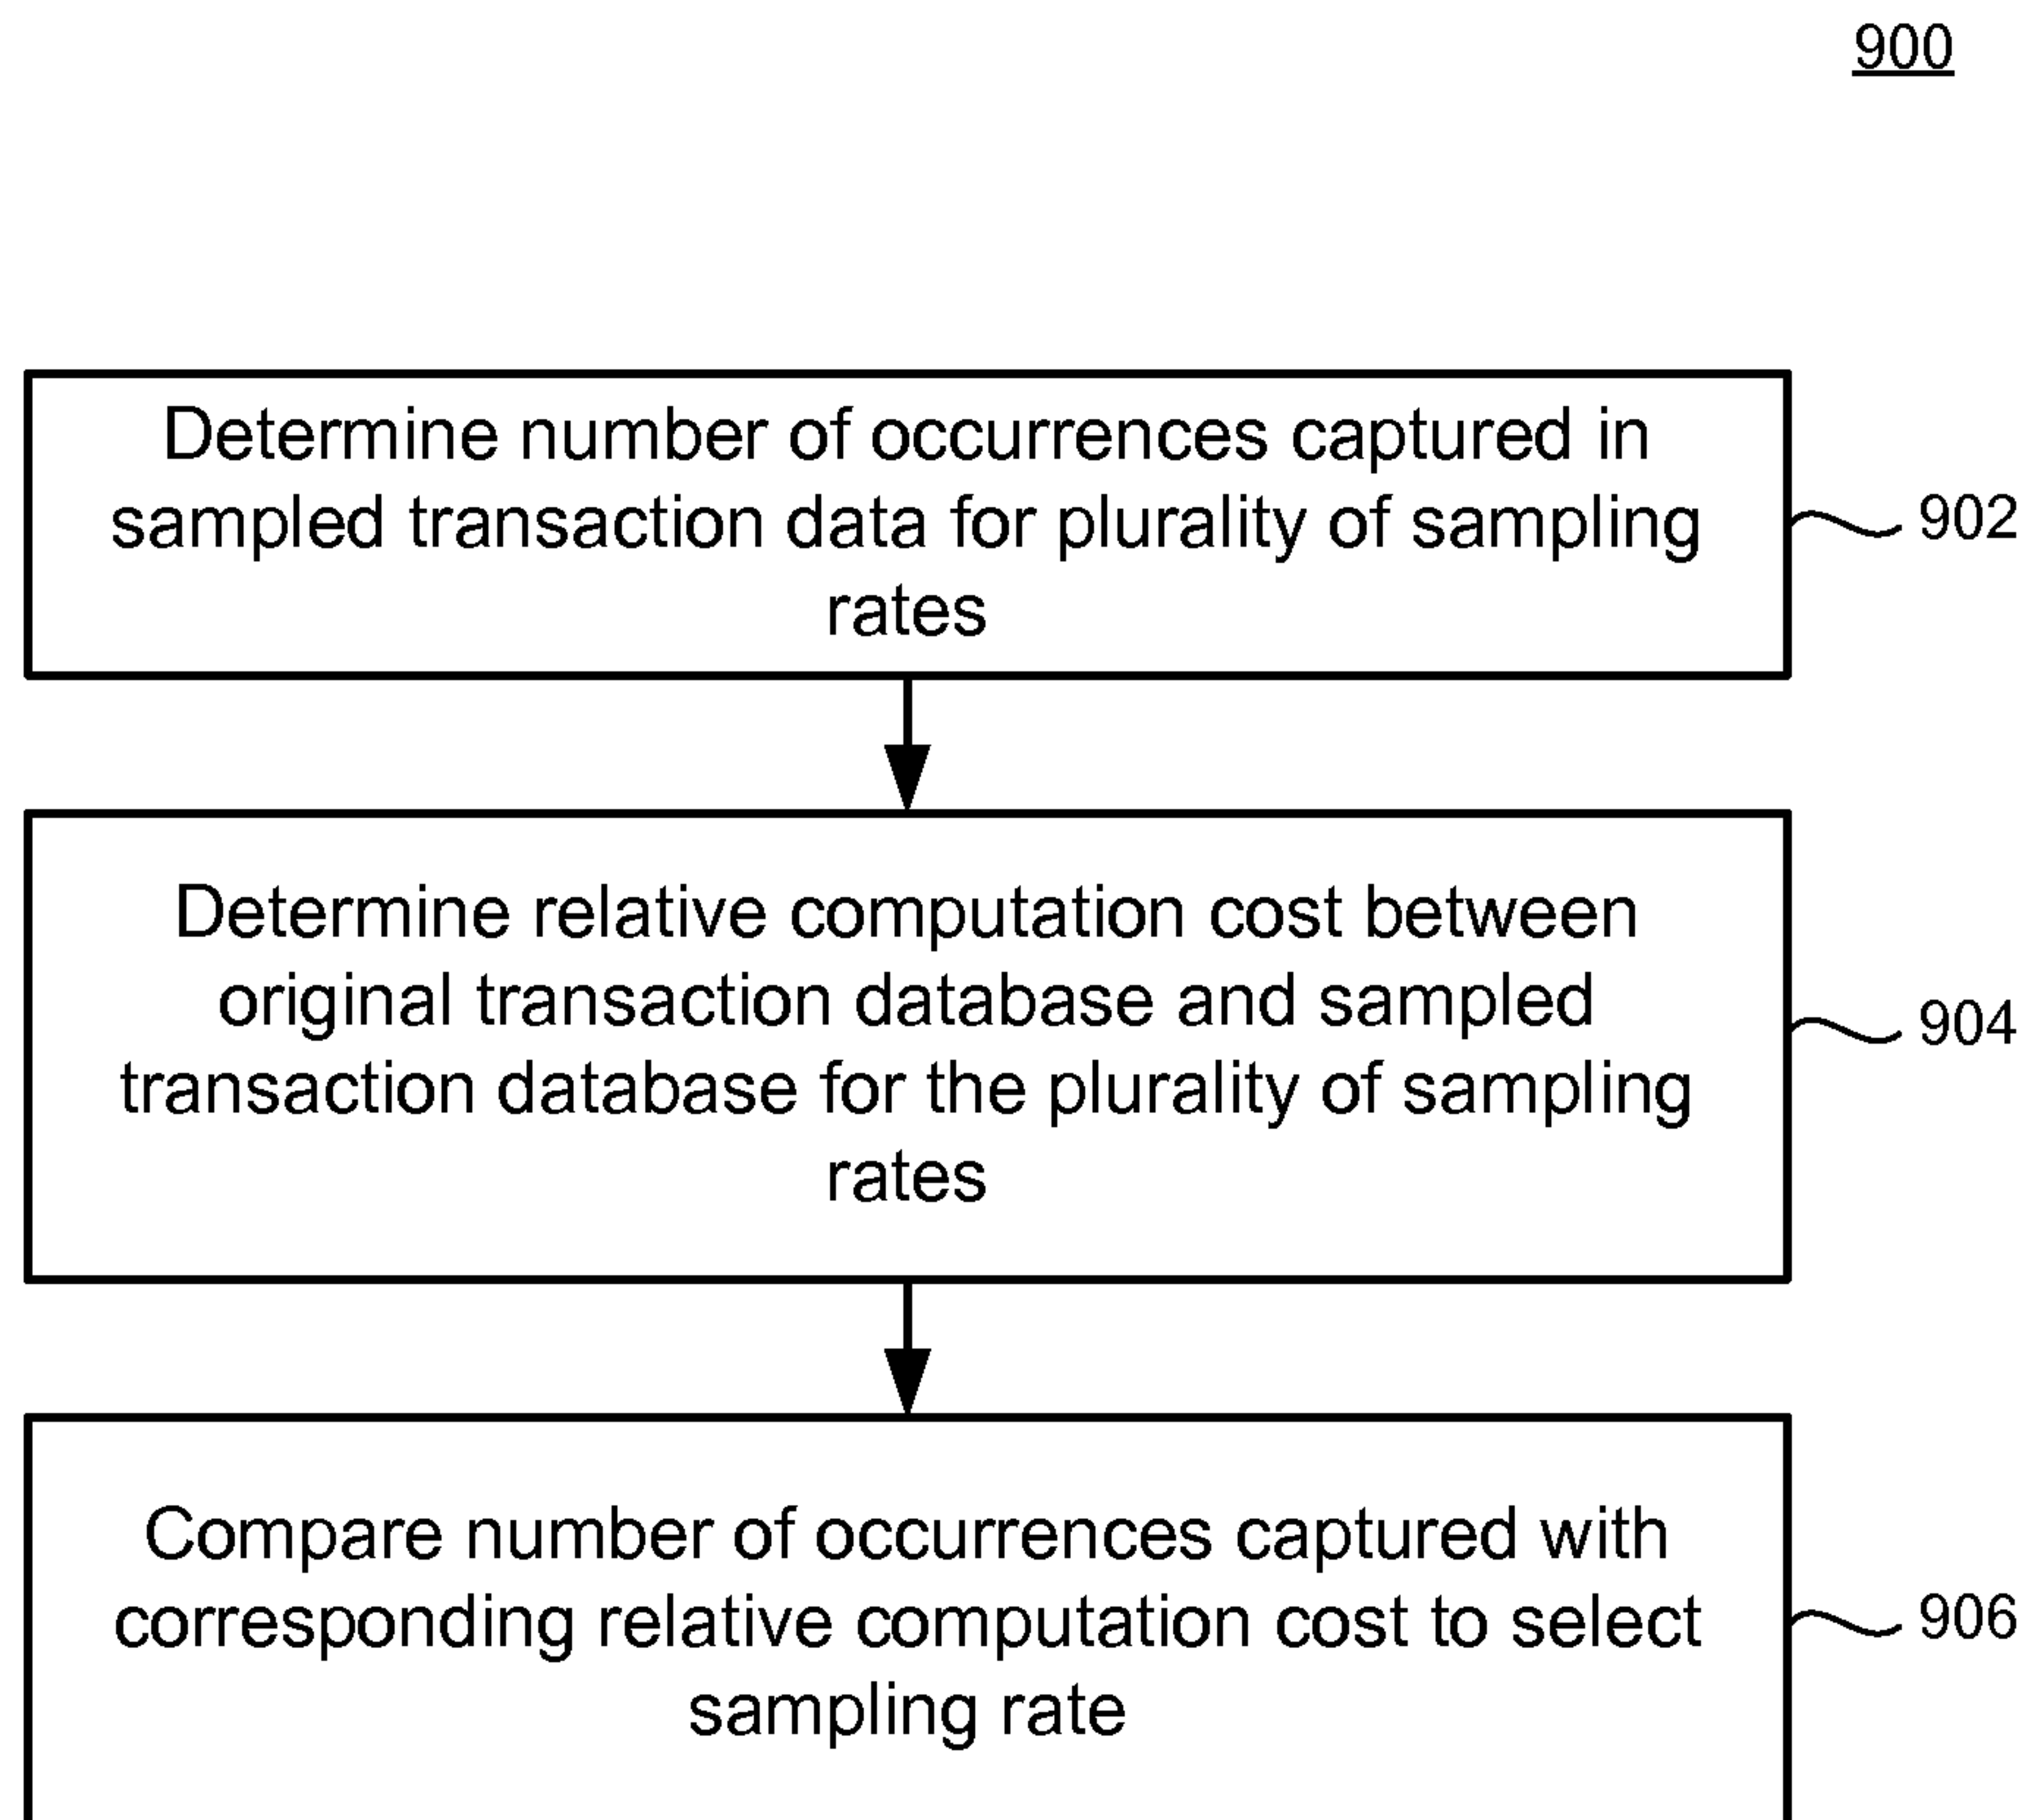 900
Determine number of occurrences captured in
sampled transaction data for plurality of sampling
rates
902
Determine relative computation cost between
original transaction database and sampled
transaction database for the plurality of sampling
rates
904
Compare number of occurrences captured with
corresponding relative computation cost to select
sampling rate
906